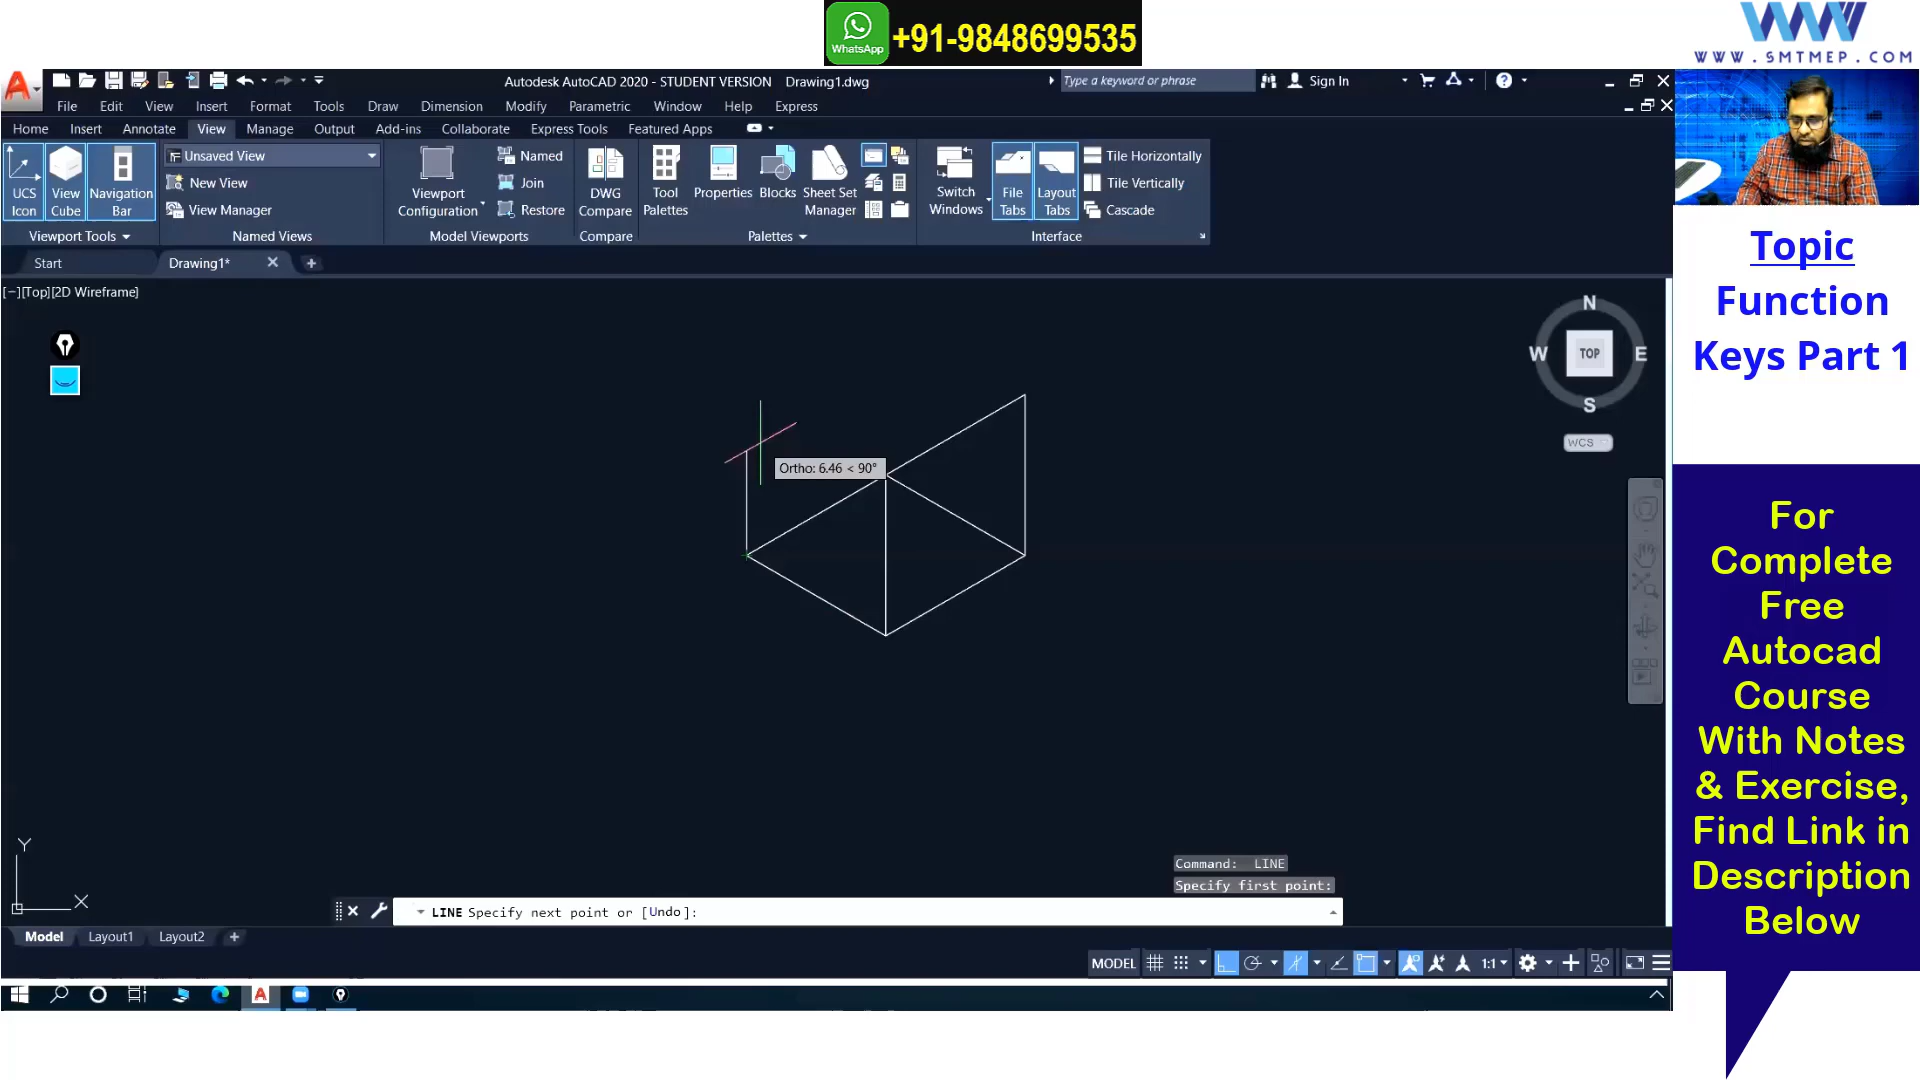 WhatsApp
+91-9848699535
WWW.SMTMEP.COM
Autodesk AutoCAD 2020 - STUDENT VERSION Drawing1.dwg
Type a keyword or phrase
Sign In
File Edit View Insert Format Tools Draw Dimension Modify Parametric Window Help Express
Home Insert Annotate View Manage Output Add-ins Collaborate Express Tools Featured Apps
UCS Icon
View Cube
Navigation Bar
Viewport Tools
Unsaved View
New View
View Manager
Named Views
Viewport Configuration
Named
Join
Restore
Model Viewports
DWG Compare
Compare
Tool Palettes
Properties
Blocks
Sheet Set Manager
Palettes
Switch Windows
File Tabs
Layout Tabs
Tile Horizontally
Tile Vertically
Cascade
Interface
Start
Drawing1*
[−][Top][2D Wireframe]
N
W
TOP
E
S
WCS
Ortho: 6.46 < 90°
Y
X
Command: LINE
Specify first point:
LINE Specify next point or [Undo]:
Model Layout1 Layout2
MODEL
1:1
Topic
Function
Keys Part 1
For
Complete
Free
Autocad
Course
With Notes
& Exercise,
Find Link in
Description
Below